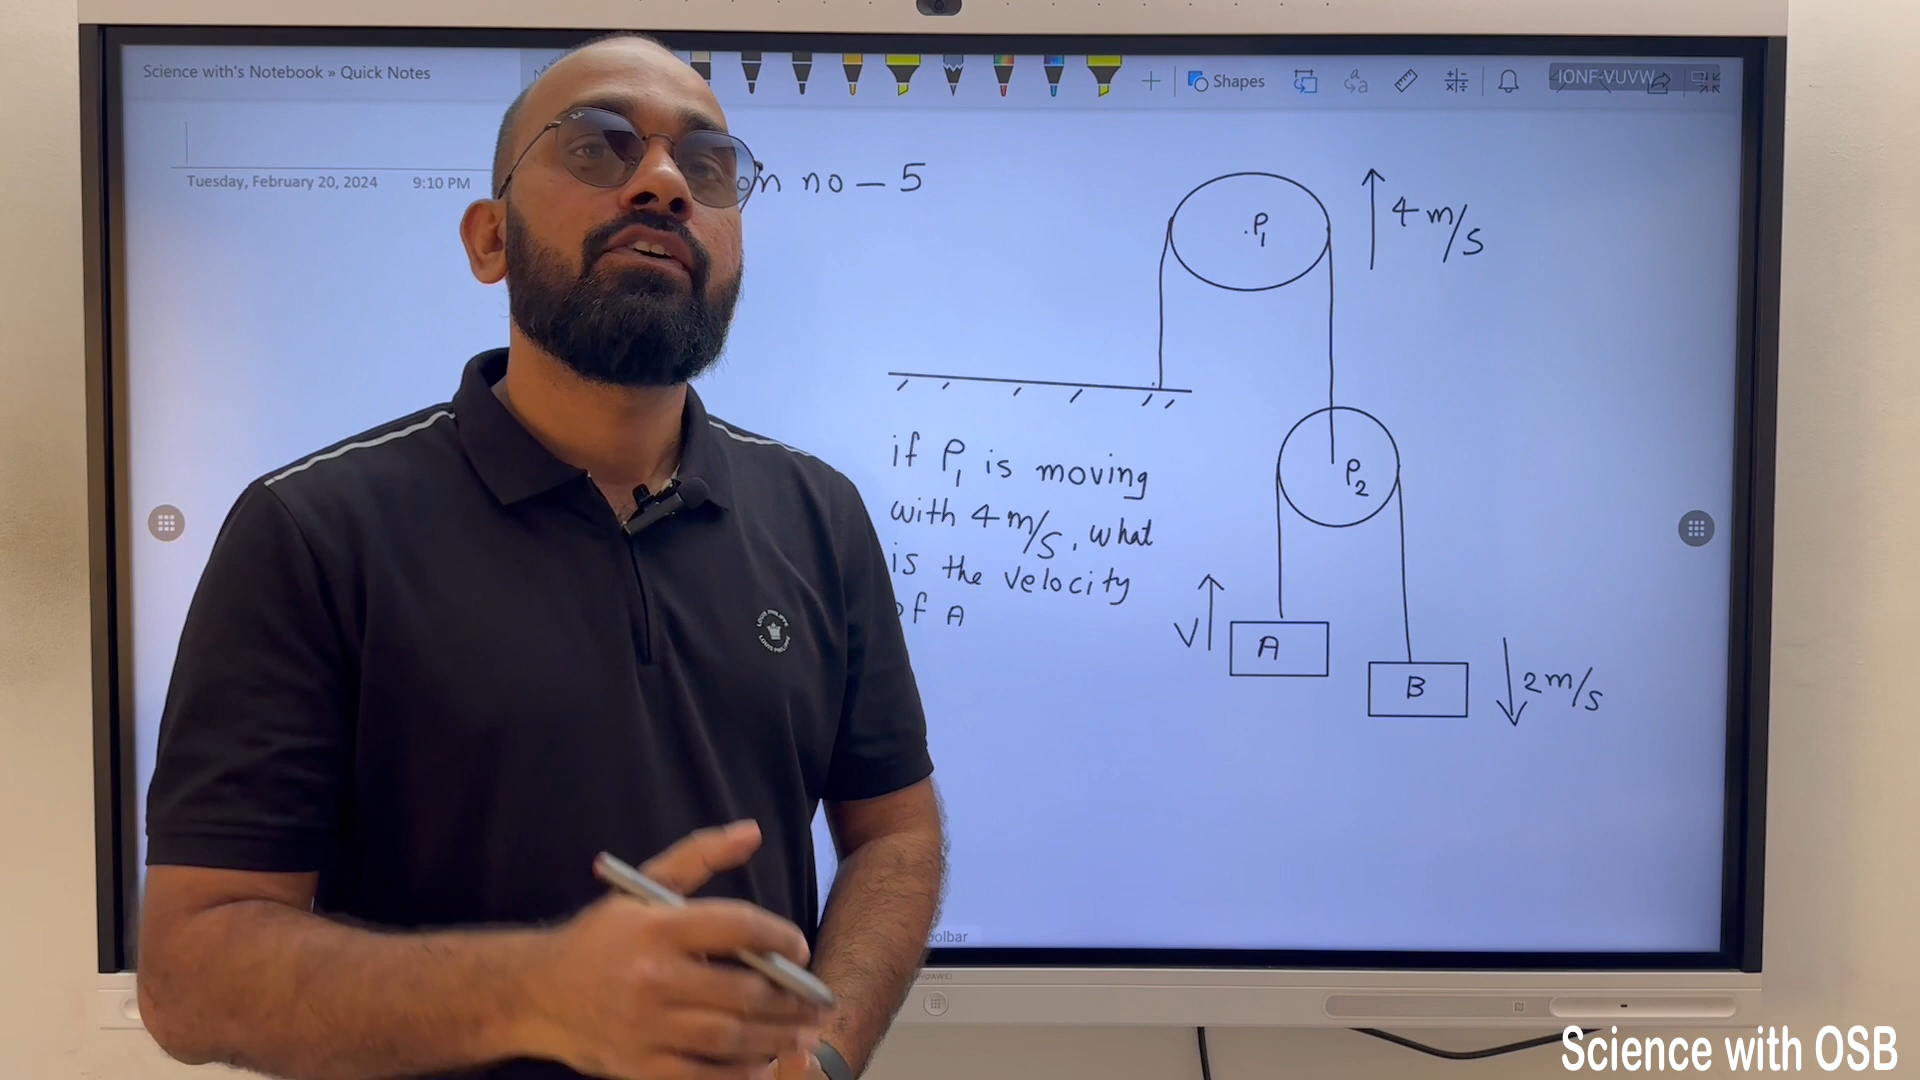 Science with's Notebook » Quick Notes
Shapes
Tuesday, February 20, 2024 9:10 PM
no – 5
P1
4 m/s
if P1 is moving
with 4 m/s, what
is the velocity
of A
P2
V
A
B
2 m/s
HUAWEI
Science with OSB